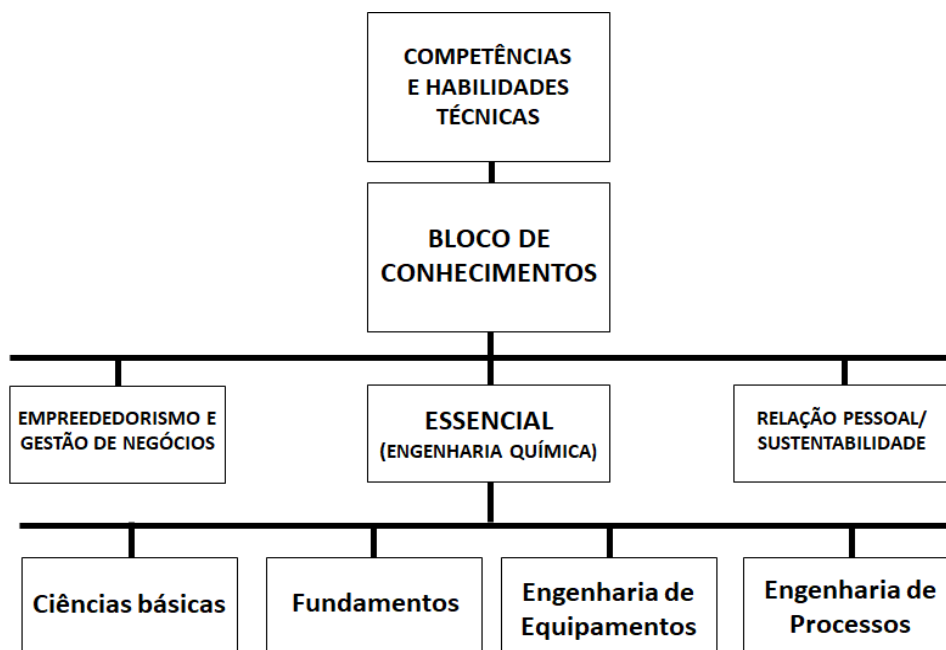 COMPETÊNCIAS
E HABILIDADES
TÉCNICAS
BLOCO DE
CONHECIMENTOS
EMPREEDEDORISMO E
GESTÃO DE NEGÓCIOS
ESSENCIAL
(ENGENHARIA QUÍMICA)
RELAÇÃO PESSOAL/
SUSTENTABILIDADE
Ciências básicas
Fundamentos
Engenharia de
Equipamentos
Engenharia de
Processos